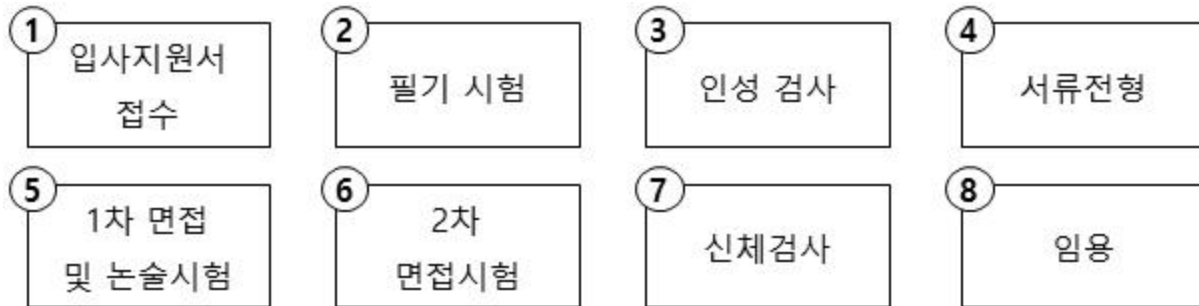 1
입사지원서
접수
2
필기 시험
3
인성 검사
4
서류전형
5
1차 면접
및 논술시험
6
2차
면접시험
7
신체검사
8
임용